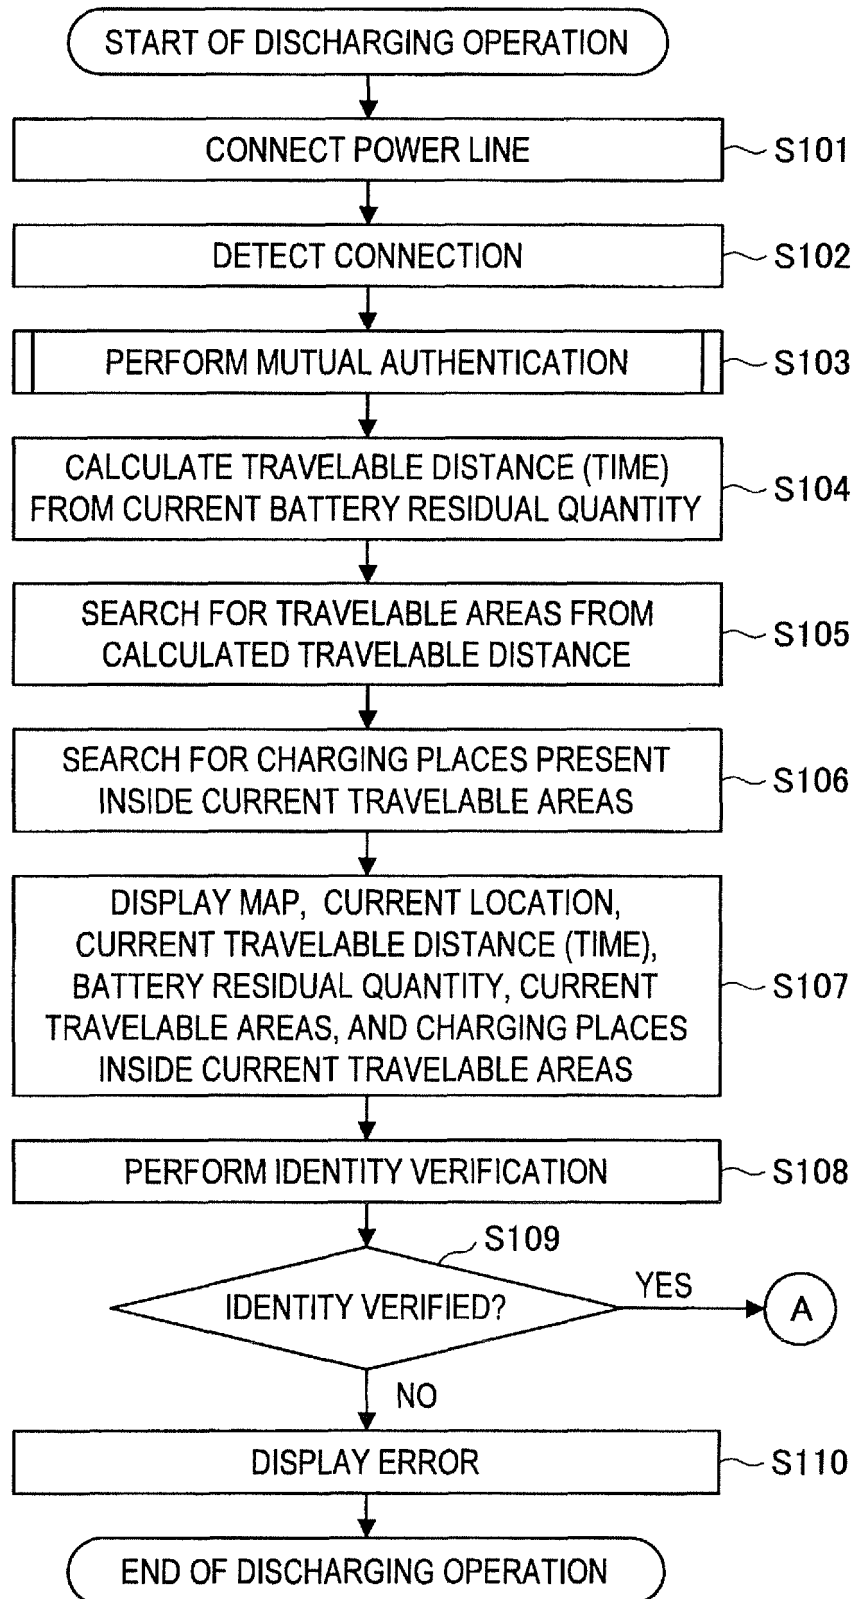 START OF DISCHARGING OPERATION
CONNECT POWER LINE
S101
DETECT CONNECTION
S102
PERFORM MUTUAL AUTHENTICATION
S103
CALCULATE TRAVELABLE DISTANCE (TIME)
FROM CURRENT BATTERY RESIDUAL QUANTITY
S104
SEARCH FOR TRAVELABLE AREAS FROM
CALCULATED TRAVELABLE DISTANCE
S105
SEARCH FOR CHARGING PLACES PRESENT
INSIDE CURRENT TRAVELABLE AREAS
S106
DISPLAY MAP, CURRENT LOCATION,
CURRENT TRAVELABLE DISTANCE (TIME),
BATTERY RESIDUAL QUANTITY, CURRENT
TRAVELABLE AREAS, AND CHARGING PLACES
INSIDE CURRENT TRAVELABLE AREAS
S107
PERFORM IDENTITY VERIFICATION
S108
S109
IDENTITY VERIFIED?
YES
A
NO
DISPLAY ERROR
S110
END OF DISCHARGING OPERATION